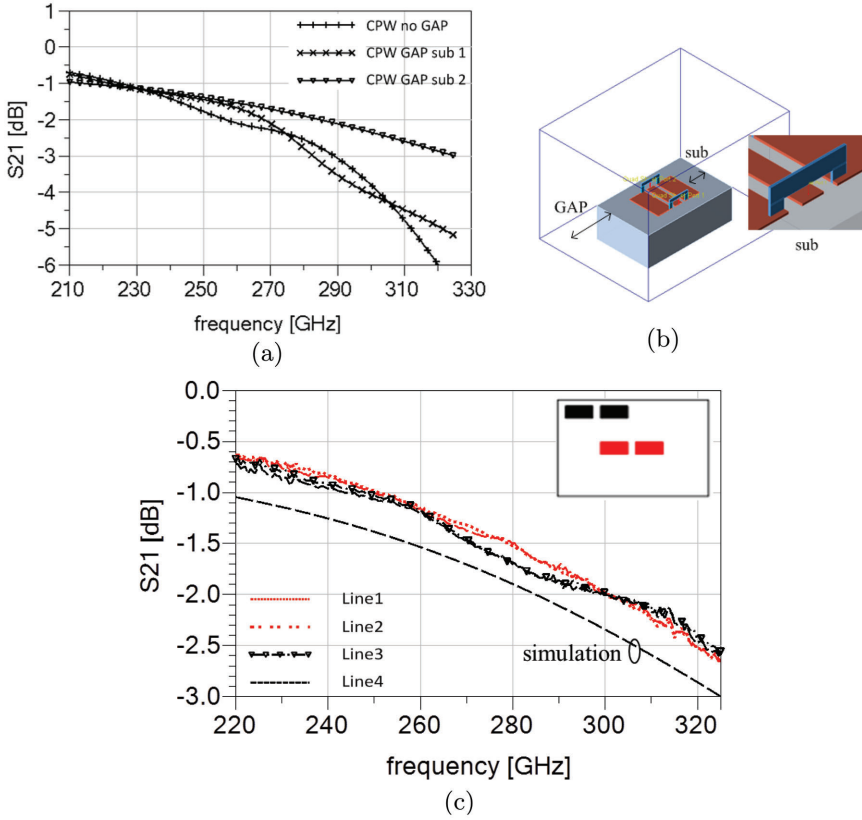 1
0
-1
-2
-3
-4
-5
-6
S21 [dB]
CPW no GAP
CPW GAP sub 1
CPW GAP sub 2
210 230 250 270 290 310 330
frequency [GHz]
(a)
sub
GAP
sub
(b)
0.0
-0.5
-1.0
-1.5
-2.0
-2.5
-3.0
S21 [dB]
Line1
Line2
Line3
Line4
simulation
220 240 260 280 300 320
frequency [GHz]
(c)